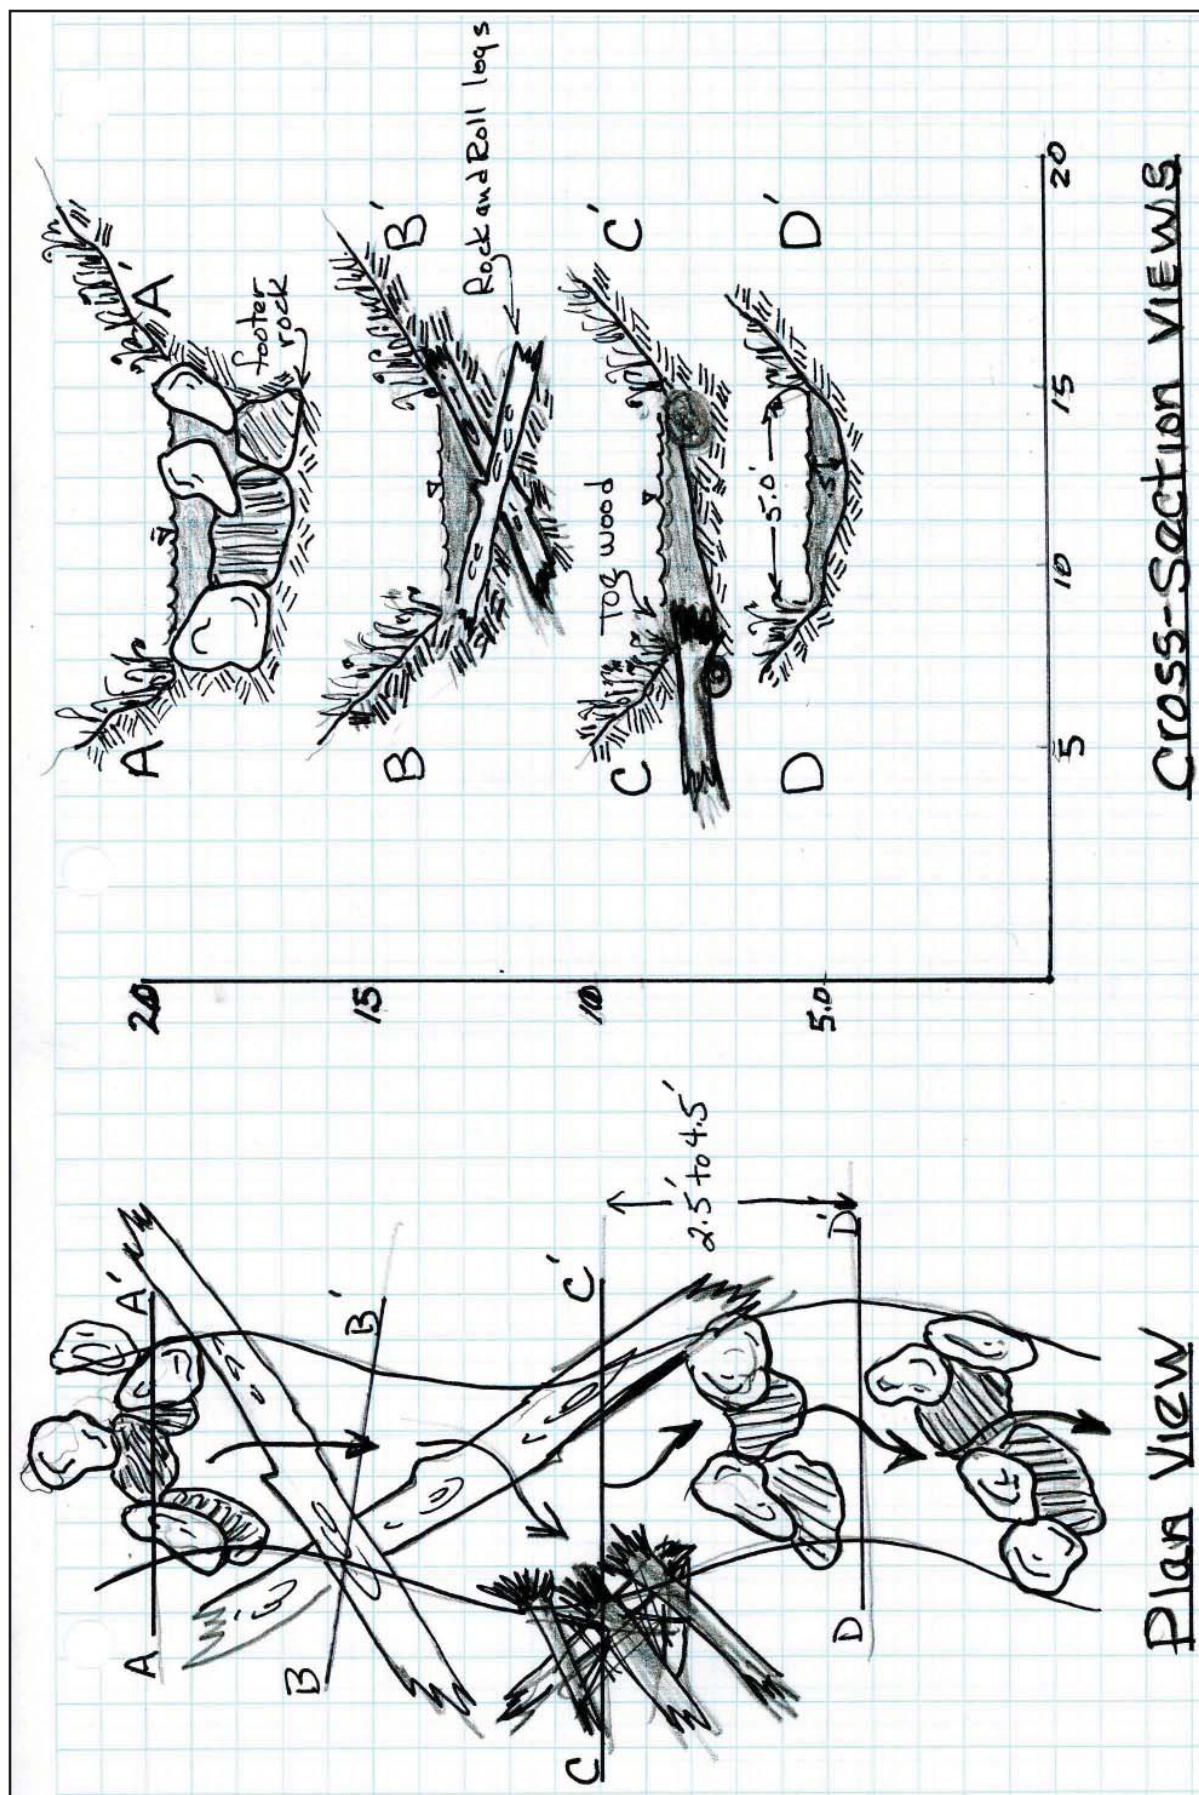 A
A'
B
B'
C
C'
D
D'
2.5' to 4.5'
Plan View
A
A'
footer
rock
B
B'
Rock and Roll logs
Toe wood
C
C'
5.0'
D
D'
20
15
10
5.0
5
10
15
20
Cross-Section Views